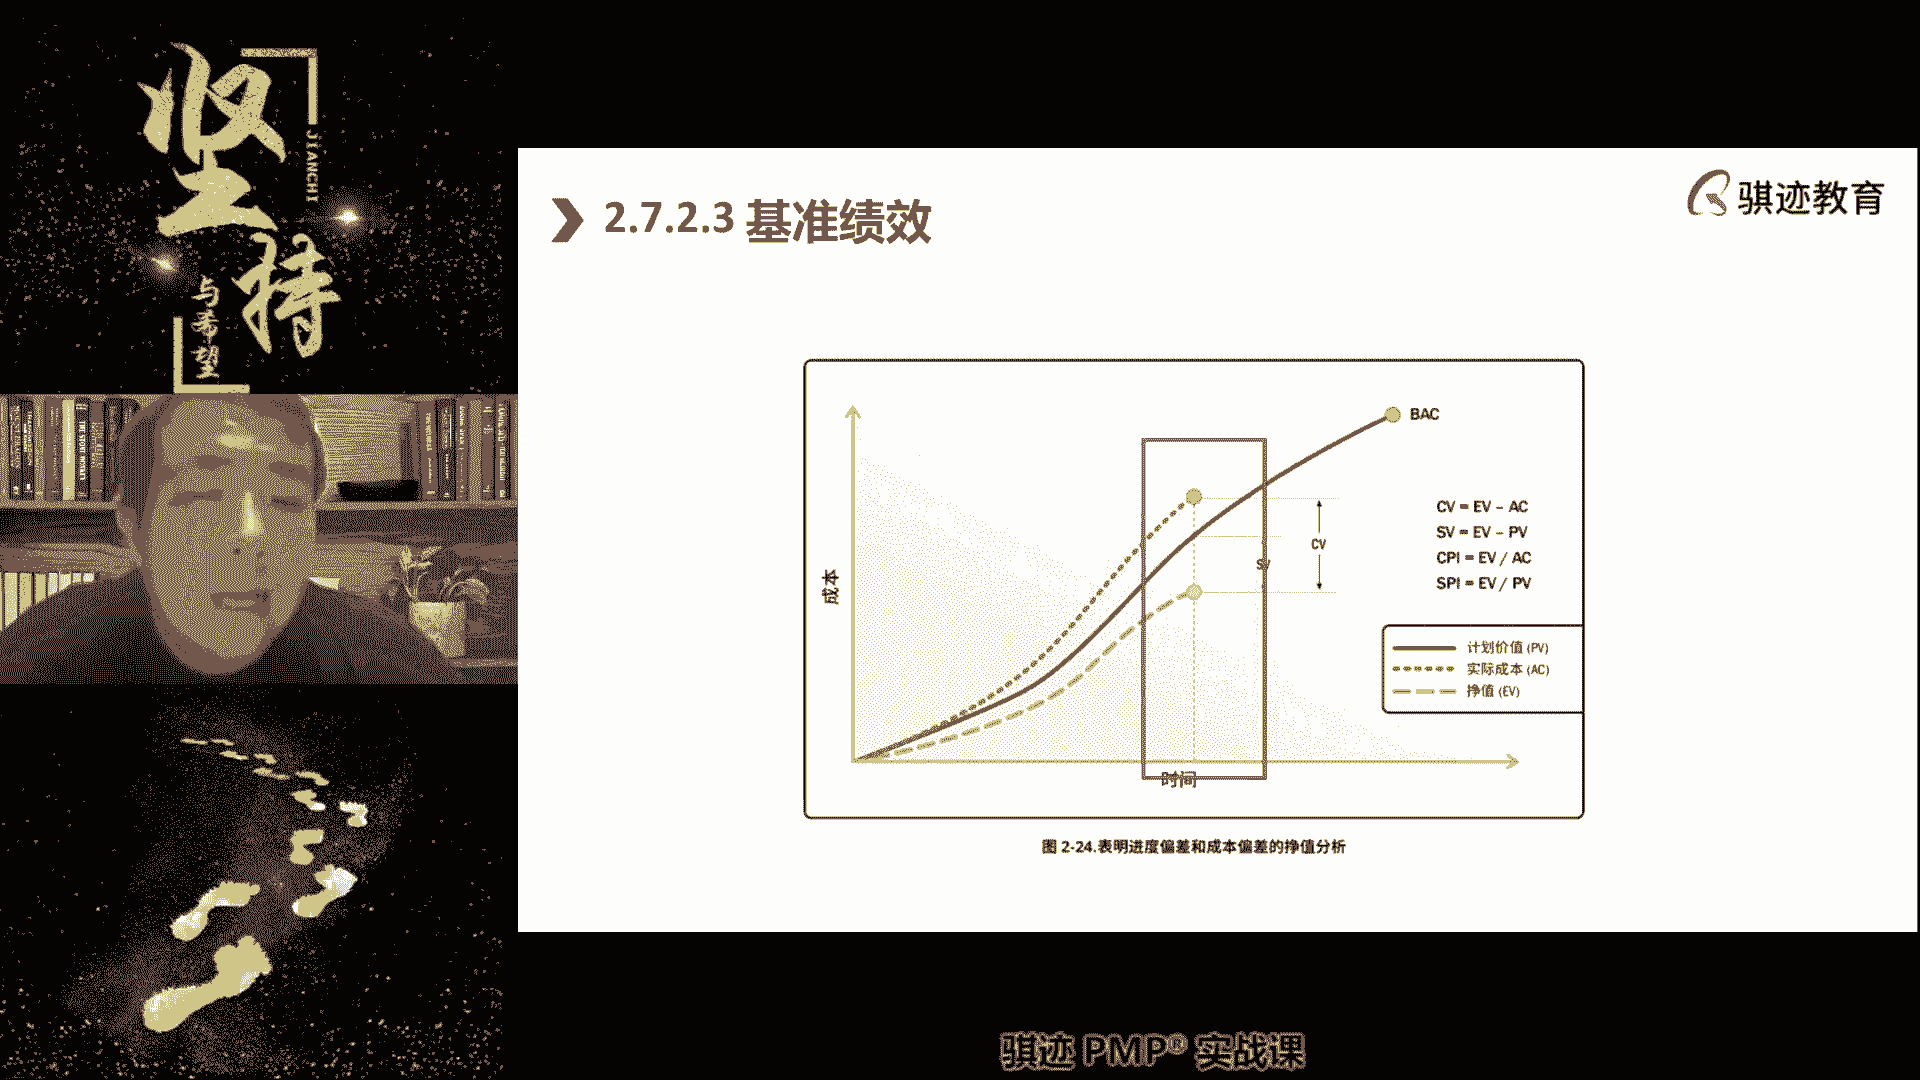 坚持
JIANCHI
与希望
骐迹教育
2.7.2.3 基准绩效
BAC
CV = EV – AC
SV = EV – PV
CPI = EV / AC
SPI = EV / PV
CV
SV
成本
计划价值 (PV)
实际成本 (AC)
挣值 (EV)
时间
图 2-24.表明进度偏差和成本偏差的挣值分析
骐迹 PMP® 实战课